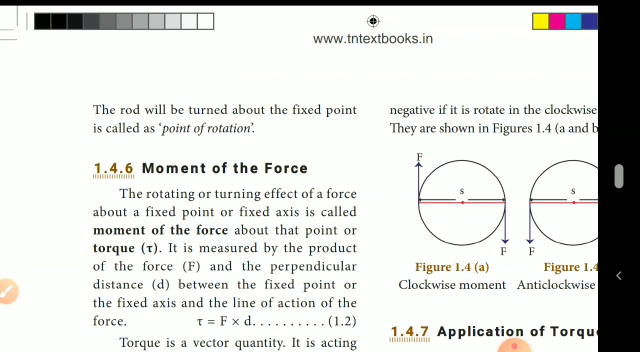 www.tntextbooks.in
The rod will be turned about the fixed point
is called as ‘point of rotation’.
1.4.6 Moment of the Force
The rotating or turning effect of a force
about a fixed point or fixed axis is called
moment of the force about that point or
torque (τ). It is measured by the product
of the force (F) and the perpendicular
distance (d) between the fixed point or
the fixed axis and the line of action of the
force. τ = F × d. . . . . . . . . . (1.2)
Torque is a vector quantity. It is acting
negative if it is rotate in the clockwise
They are shown in Figures 1.4 (a and b
F
s
F
s
F
Figure 1.4 (a)
Clockwise moment
Figure 1.4
Anticlockwise
1.4.7 Application of Torque